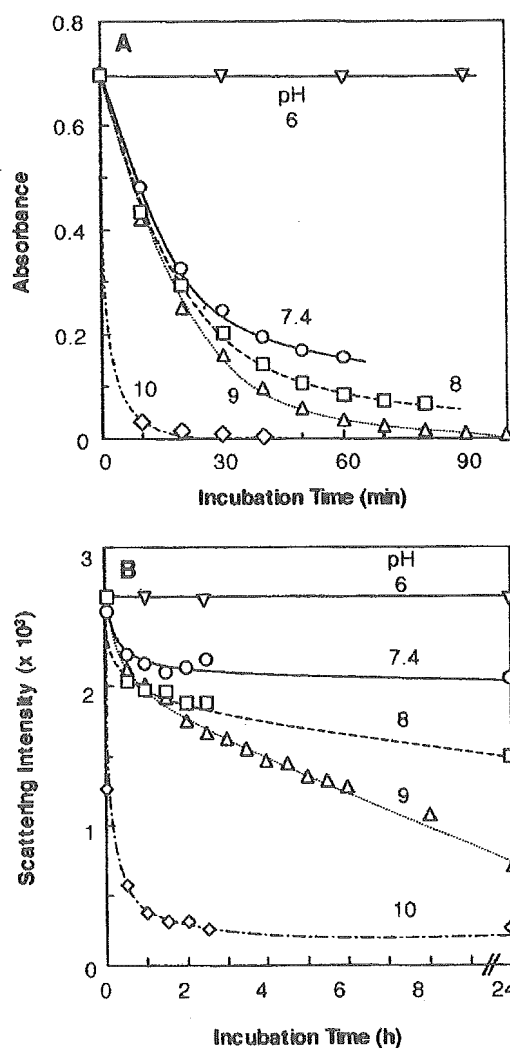 A
0.8
0.6
0.4
0.2
0
Absorbance
pH
6
7.4
8
9
10
0 30 60 90
Incubation Time (min)
B
3
2
1
0
Scattering Intensity (x 10³)
pH
6
7.4
8
9
10
0 2 4 6 8 24
Incubation Time (h)